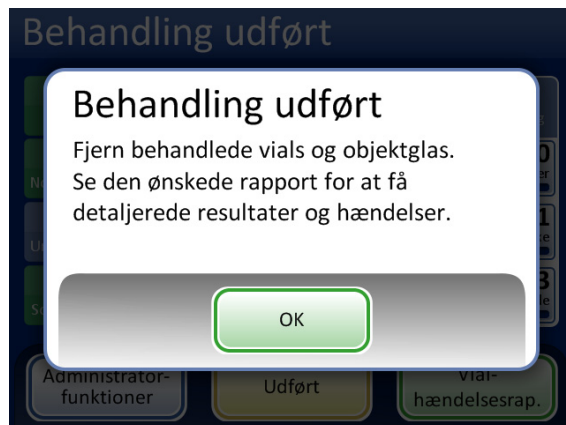 Behandling udført
Behandling udført
Fjern behandlede vials og objektglas.
Se den ønskede rapport for at få
detaljerede resultater og hændelser.
OK
Administrator-
funktioner
Udført
Vial-
hændelsesrap.